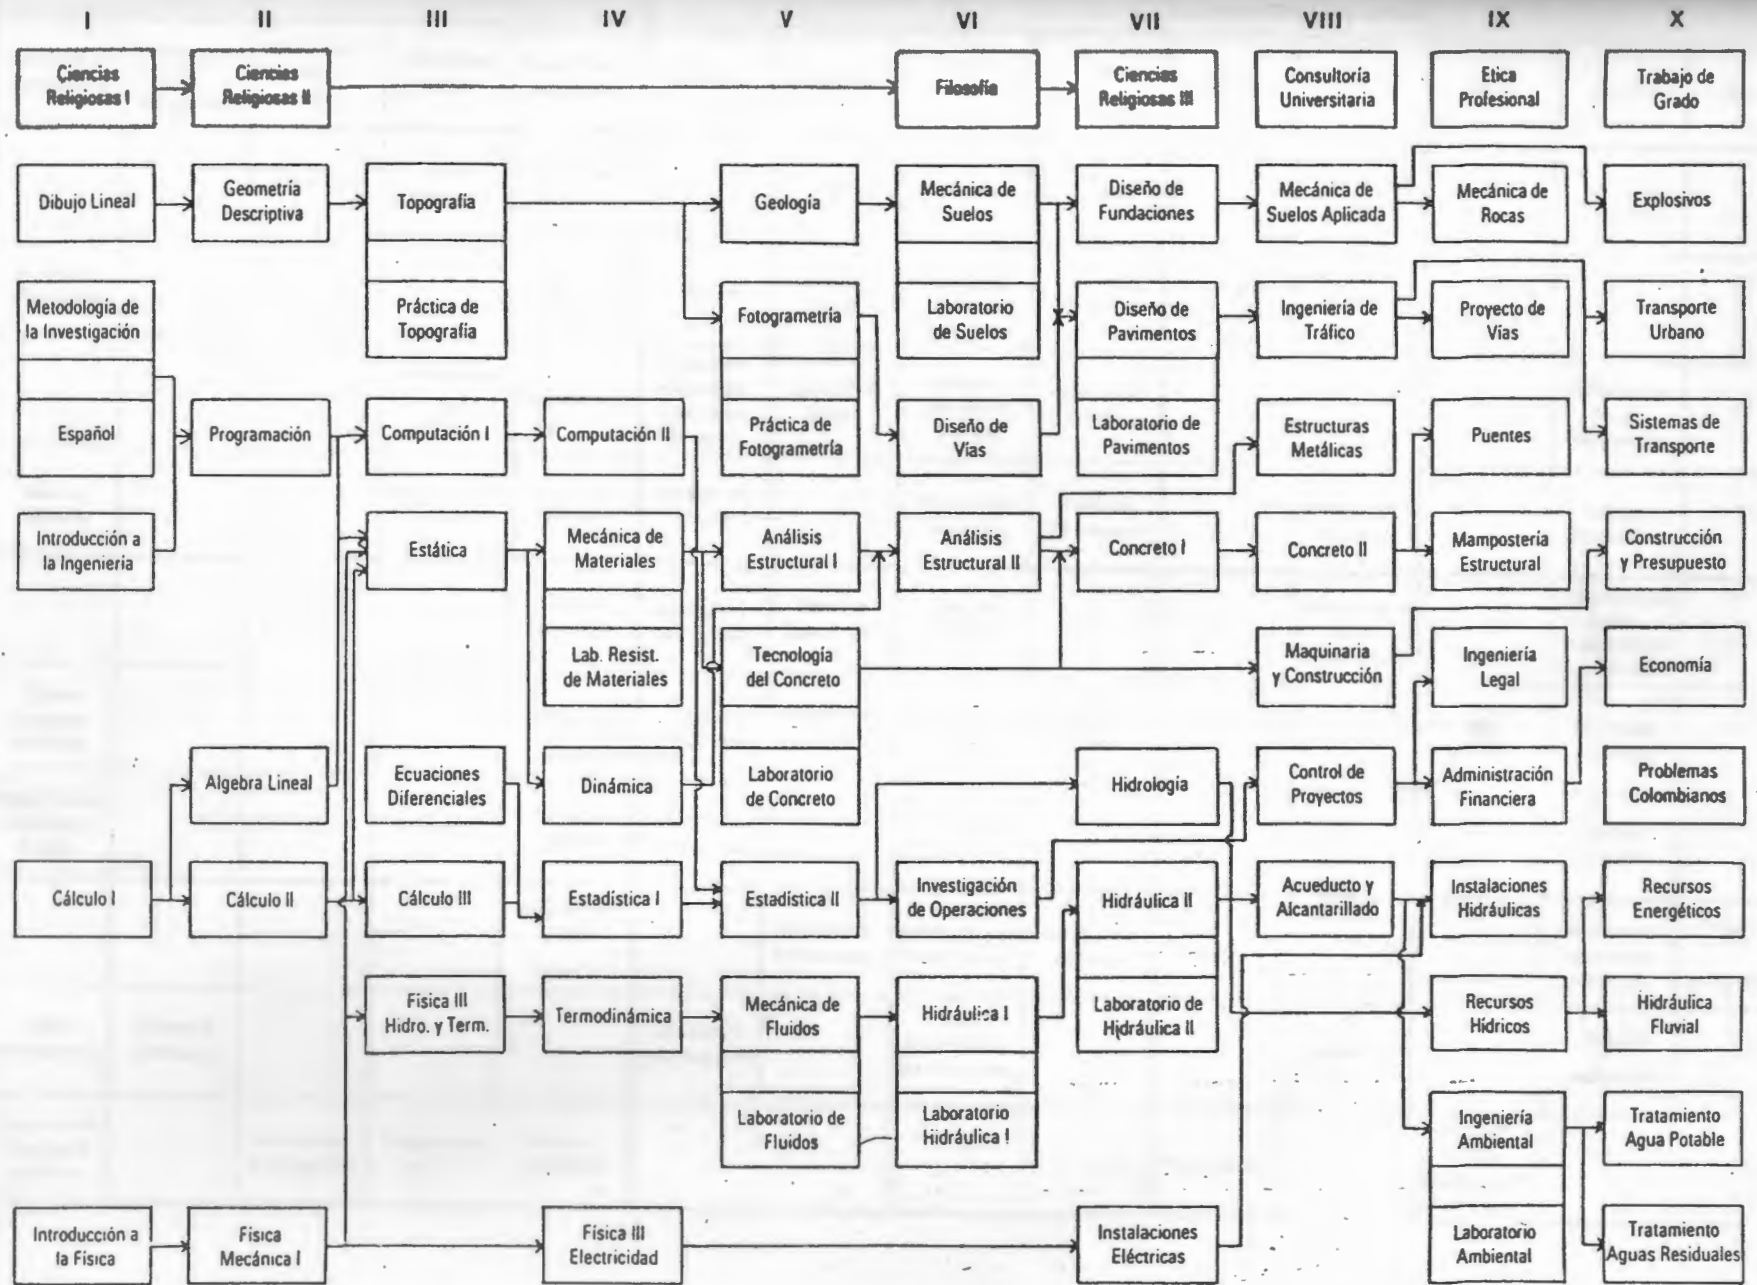 I II III IV V VI VII VIII IX X
Ciencias
Religiosas I
Ciencias
Religiosas II
Filosofía
Ciencias
Religiosas III
Consultoría
Universitaria
Etica
Profesional
Trabajo de
Grado
Dibujo Lineal
Geometría
Descriptiva
Topografía
Geología
Mecánica de
Suelos
Diseño de
Fundaciones
Mecánica de
Suelos Aplicada
Mecánica de
Rocas
Explosivos
Metodología de
la Investigación
Práctica de
Topografía
Fotogrametría
Laboratorio
de Suelos
Diseño de
Pavimentos
Ingeniería de
Tráfico
Proyecto de
Vías
Transporte
Urbano
Español
Programación
Computación I
Computación II
Práctica de
Fotogrametría
Diseño de
Vías
Laboratorio de
Pavimentos
Estructuras
Metálicas
Puentes
Sistemas de
Transporte
Introducción a
la Ingenieria
Estática
Mecánica de
Materiales
Análisis
Estructural I
Análisis
Estructural II
Concreto I
Concreto II
Mampostería
Estructural
Construcción
y Presupuesto
Lab. Resist.
de Materiales
Tecnología
del Concreto
Maquinaria
y Construcción
Ingeniería
Legal
Economía
Algebra Lineal
Ecuaciones
Diferenciales
Dinámica
Laboratorio
de Concreto
Hidrología
Control de
Proyectos
Administración
Financiera
Problemas
Colombianos
Cálculo I
Cálculo II
Cálculo III
Estadística I
Estadística II
Investigación
de Operaciones
Hidráulica II
Acueducto y
Alcantarillado
Instalaciones
Hidráulicas
Recursos
Energéticos
Física III
Hidro. y Term.
Termodinámica
Mecánica de
Fluidos
Hidráulica I
Laboratorio de
Hidráulica II
Recursos
Hídricos
Hidráulica
Fluvial
Laboratorio de
Fluidos
Laboratorio
Hidráulica I
Ingeniería
Ambiental
Tratamiento
Agua Potable
Introducción a
la Física
Física
Mecánica I
Física III
Electricidad
Instalaciones
Eléctricas
Laboratorio
Ambiental
Tratamiento
Aguas Residuales